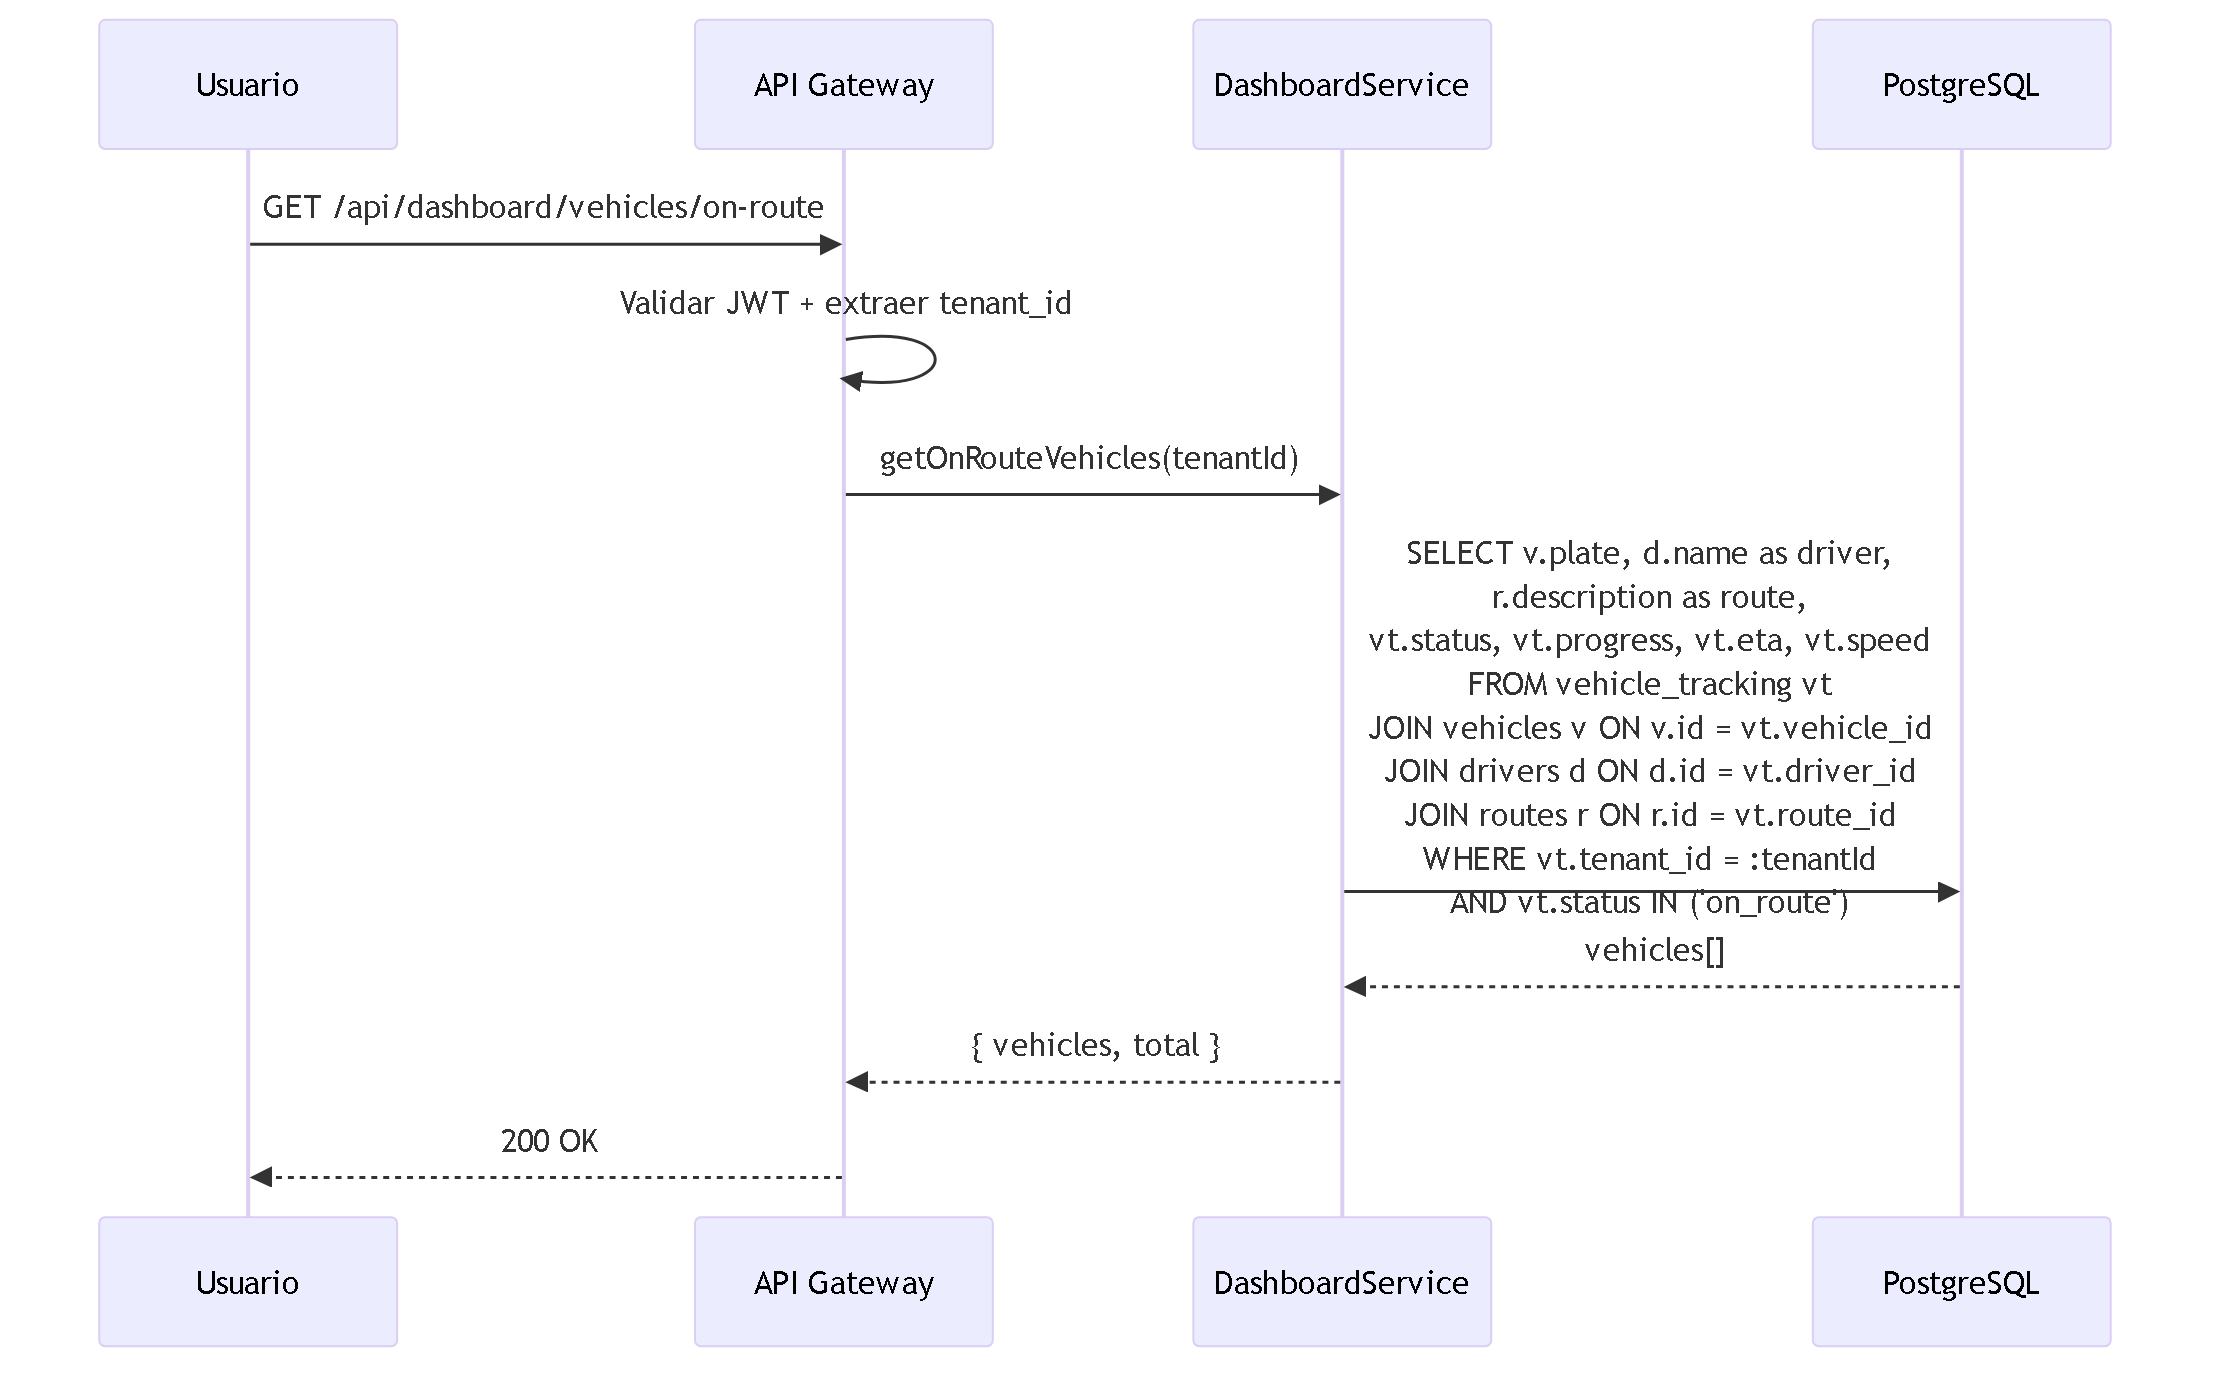 Usuario
API Gateway
DashboardService
PostgreSQL
GET /api/dashboard/vehicles/on-route
Validar JWT + extraer tenant_id
getOnRouteVehicles(tenantId)
SELECT v.plate, d.name as driver,
r.description as route,
vt.status, vt.progress, vt.eta, vt.speed
FROM vehicle_tracking vt
JOIN vehicles v ON v.id = vt.vehicle_id
JOIN drivers d ON d.id = vt.driver_id
JOIN routes r ON r.id = vt.route_id
WHERE vt.tenant_id = :tenantId
AND vt.status IN ('on_route')
vehicles[]
{ vehicles, total }
200 OK
Usuario
API Gateway
DashboardService
PostgreSQL